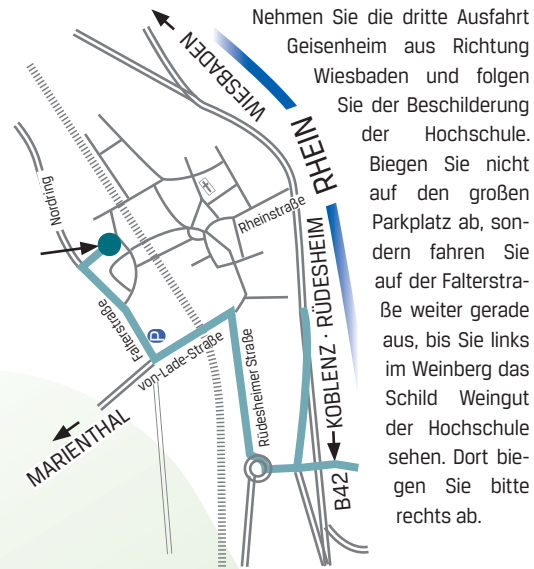 Nehmen Sie die dritte Ausfahrt
Geisenheim aus Richtung
Wiesbaden und folgen
Sie der Beschilderung
der Hochschule.
Biegen Sie nicht
auf den großen
Parkplatz ab, son-
dern fahren Sie
auf der Falterstra-
ße weiter gerade
aus, bis Sie links
im Weinberg das
Schild Weingut
der Hochschule
sehen. Dort bie-
gen Sie bitte
rechts ab.
WIESBADEN
RHEIN
Nordring
Rheinstraße
KOBLENZ · RÜDESHEIM
Falterstraße
P
von-Lade-Straße
Rüdesheimer Straße
MARIENTHAL
B42